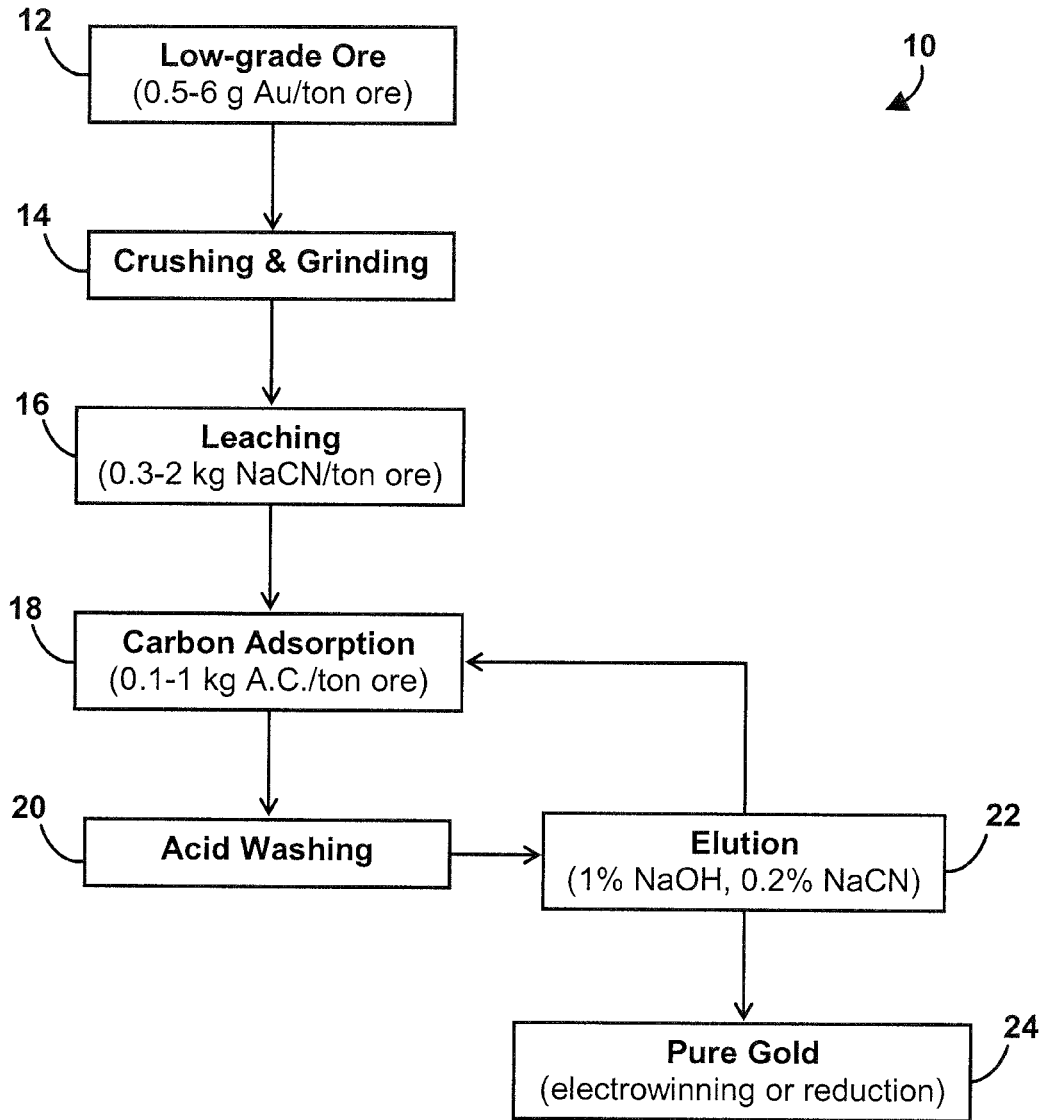 12
Low-grade Ore
(0.5-6 g Au/ton ore)
10
14
Crushing & Grinding
16
Leaching
(0.3-2 kg NaCN/ton ore)
18
Carbon Adsorption
(0.1-1 kg A.C./ton ore)
20
Acid Washing
22
Elution
(1% NaOH, 0.2% NaCN)
24
Pure Gold
(electrowinning or reduction)